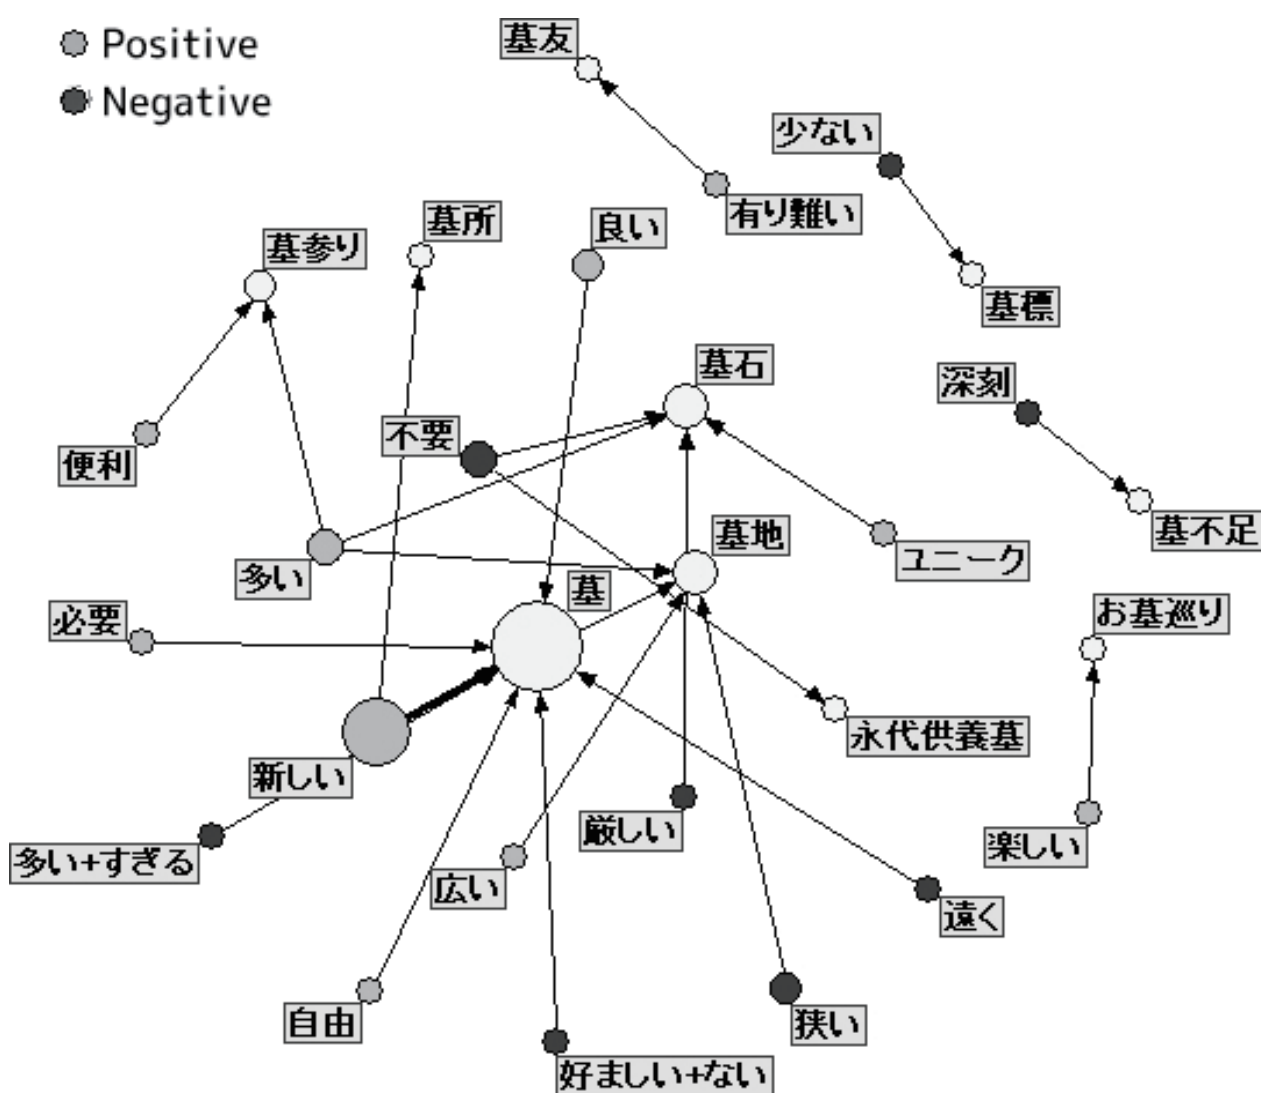 Positive
Negative
墓友
少ない
有り難い
墓所
良い
墓参り
墓標
墓石
深刻
不要
便利
墓不足
墓地
ユニーク
多い
墓
必要
お墓巡り
永代供養墓
新しい
厳しい
楽しい
多い+すぎる
広い
遠く
自由
狭い
好ましい+ない